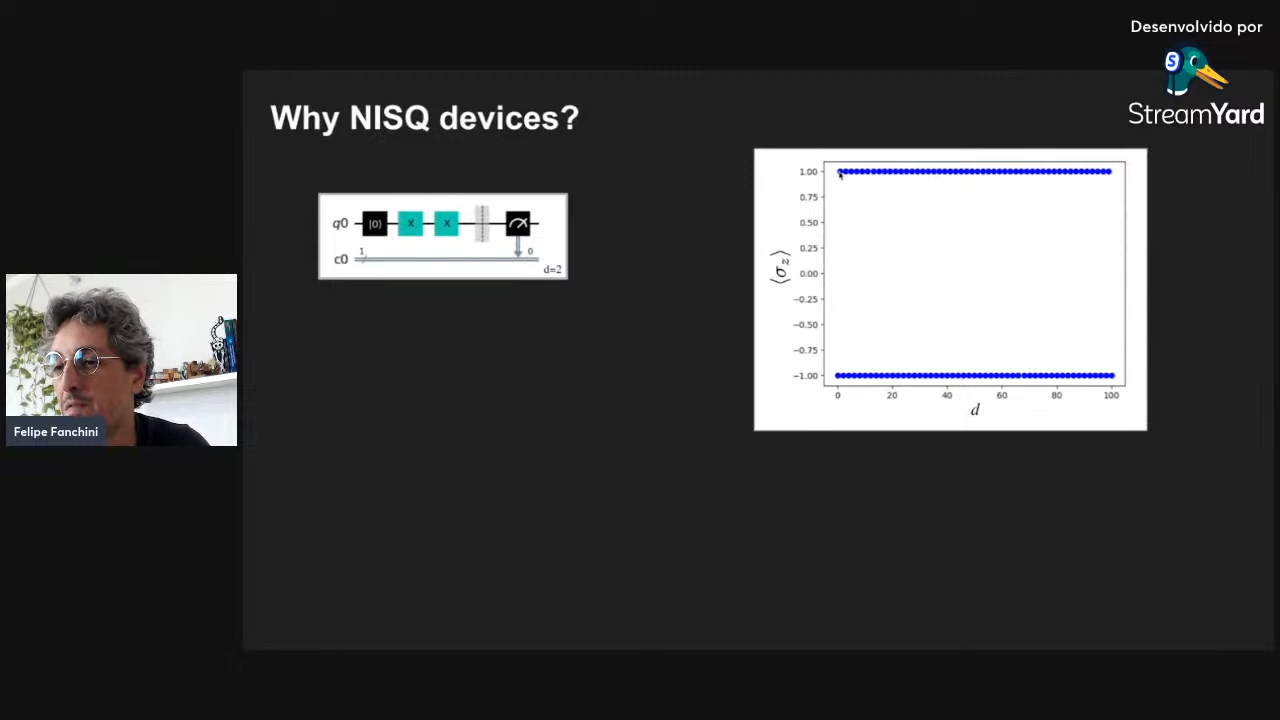 Desenvolvido por
StreamYard
Why NISQ devices?
q0 |0⟩ X X
c0 1 0
d=2
1.00
0.75
0.50
0.25
0.00
−0.25
−0.50
−0.75
−1.00
⟨σz⟩
0 20 40 60 80 100
d
Felipe Fanchini